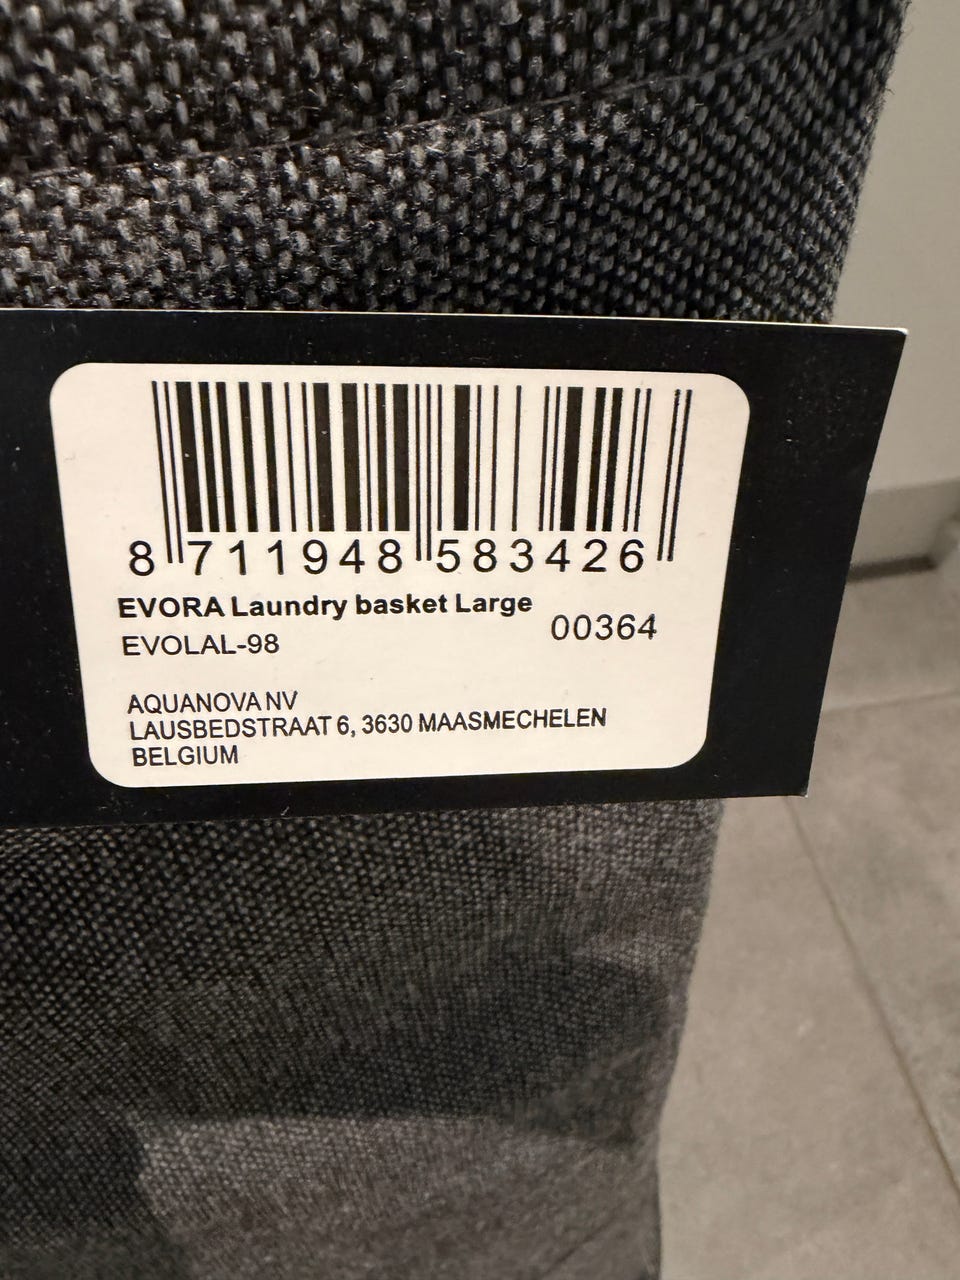 8 711948 583426
EVORA Laundry basket Large
EVOLAL-98
00364
AQUANOVA NV
LAUSBEDSTRAAT 6, 3630 MAASMECHELEN
BELGIUM